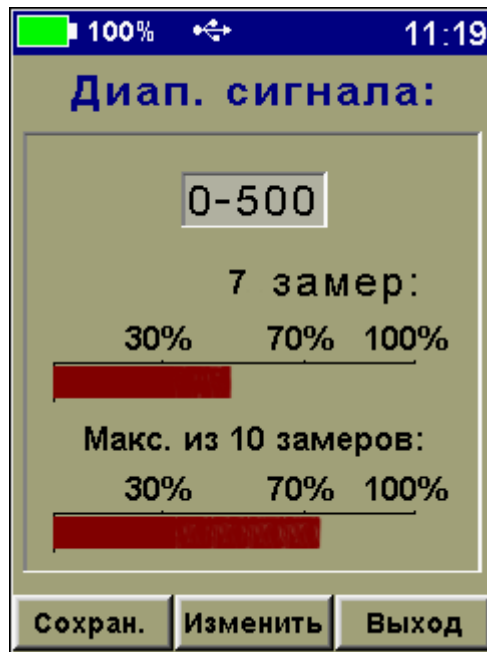 100% 11:19
Диап. сигнала:
0-500
7 замер:
30% 70% 100%
Макс. из 10 замеров:
30% 70% 100%
Сохран. Изменить Выход